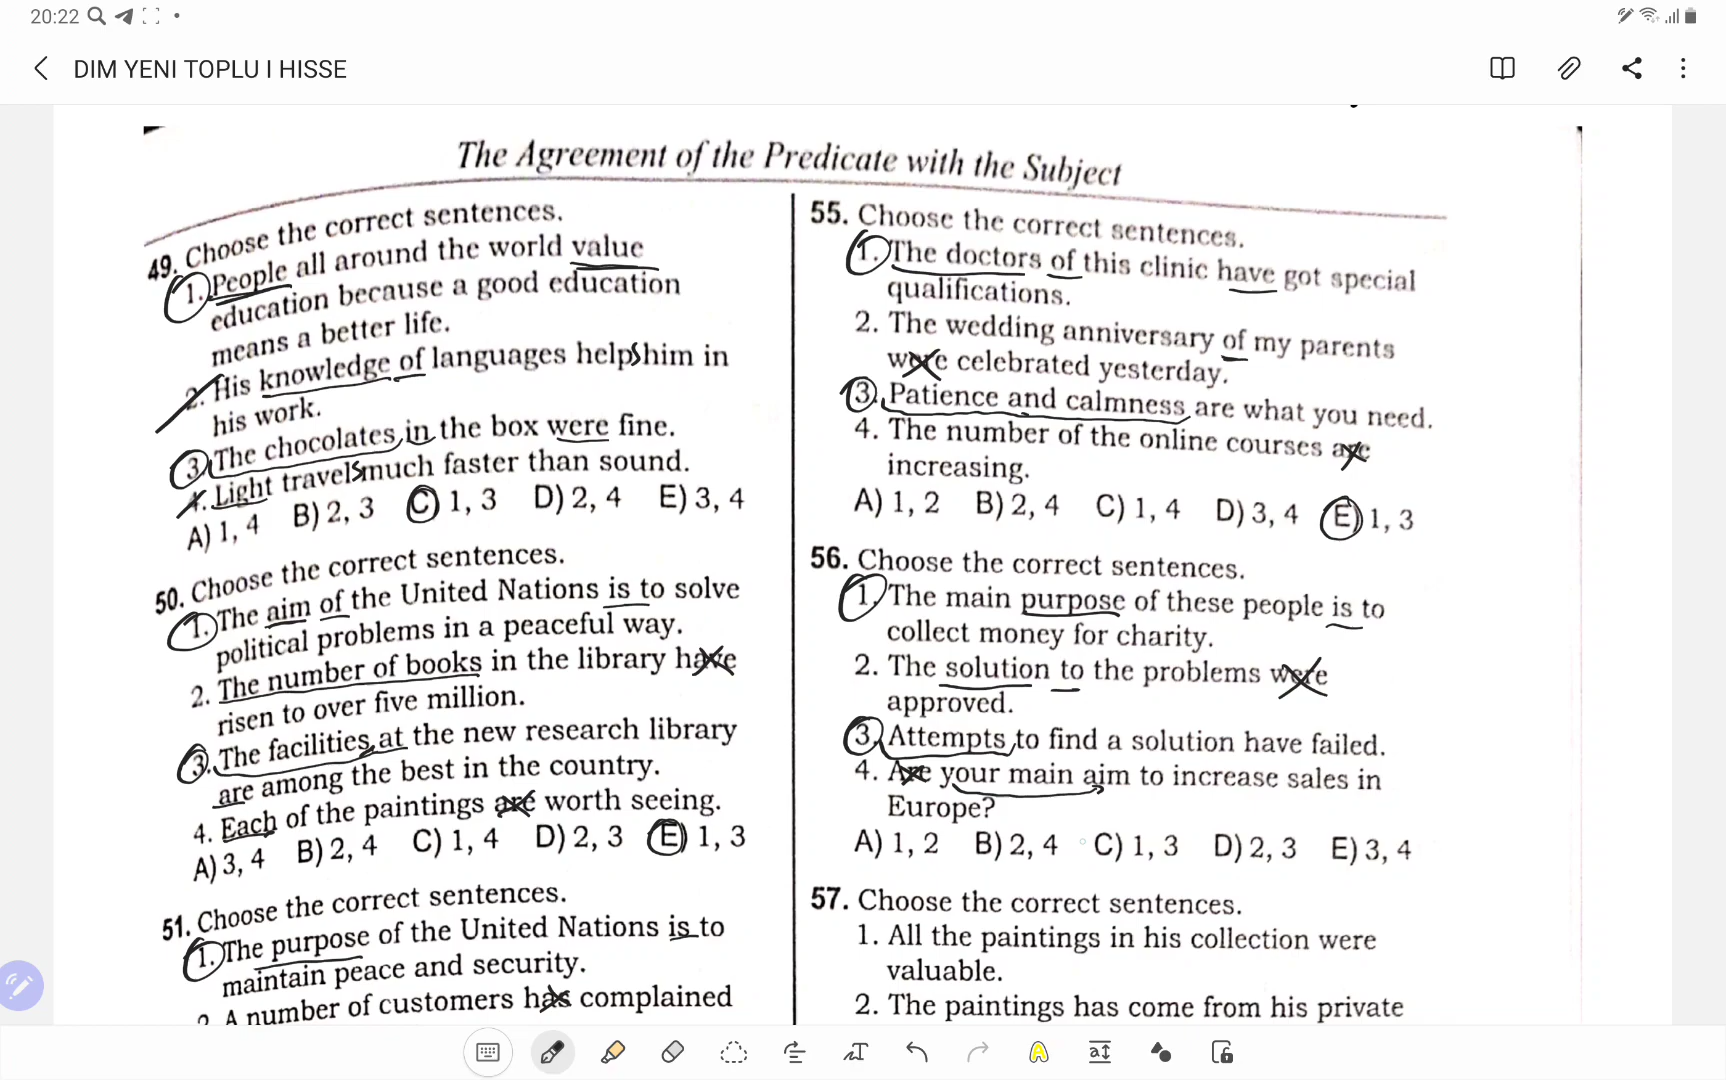 20:22
DIM YENI TOPLU I HISSE
The Agreement of the Predicate with the Subject
49. Choose the correct sentences.
1. People all around the world value
education because a good education
means a better life.
2. His knowledge of languages helpshim in
his work.
3. The chocolates in the box were fine.
4. Light travelsmuch faster than sound.
A) 1, 4 B) 2, 3 C) 1, 3 D) 2, 4 E) 3, 4
50. Choose the correct sentences.
1. The aim of the United Nations is to solve
political problems in a peaceful way.
2. The number of books in the library have
risen to over five million.
3. The facilities at the new research library
are among the best in the country.
4. Each of the paintings are worth seeing.
A) 3, 4 B) 2, 4 C) 1, 4 D) 2, 3 E) 1, 3
51. Choose the correct sentences.
1. The purpose of the United Nations is to
maintain peace and security.
2. A number of customers has complained
55. Choose the correct sentences.
1. The doctors of this clinic have got special
qualifications.
2. The wedding anniversary of my parents
were celebrated yesterday.
3. Patience and calmness are what you need.
4. The number of the online courses are
increasing.
A) 1, 2 B) 2, 4 C) 1, 4 D) 3, 4 E) 1, 3
56. Choose the correct sentences.
1. The main purpose of these people is to
collect money for charity.
2. The solution to the problems were
approved.
3. Attempts to find a solution have failed.
4. Are your main aim to increase sales in
Europe?
A) 1, 2 B) 2, 4 C) 1, 3 D) 2, 3 E) 3, 4
57. Choose the correct sentences.
1. All the paintings in his collection were
valuable.
2. The paintings has come from his private